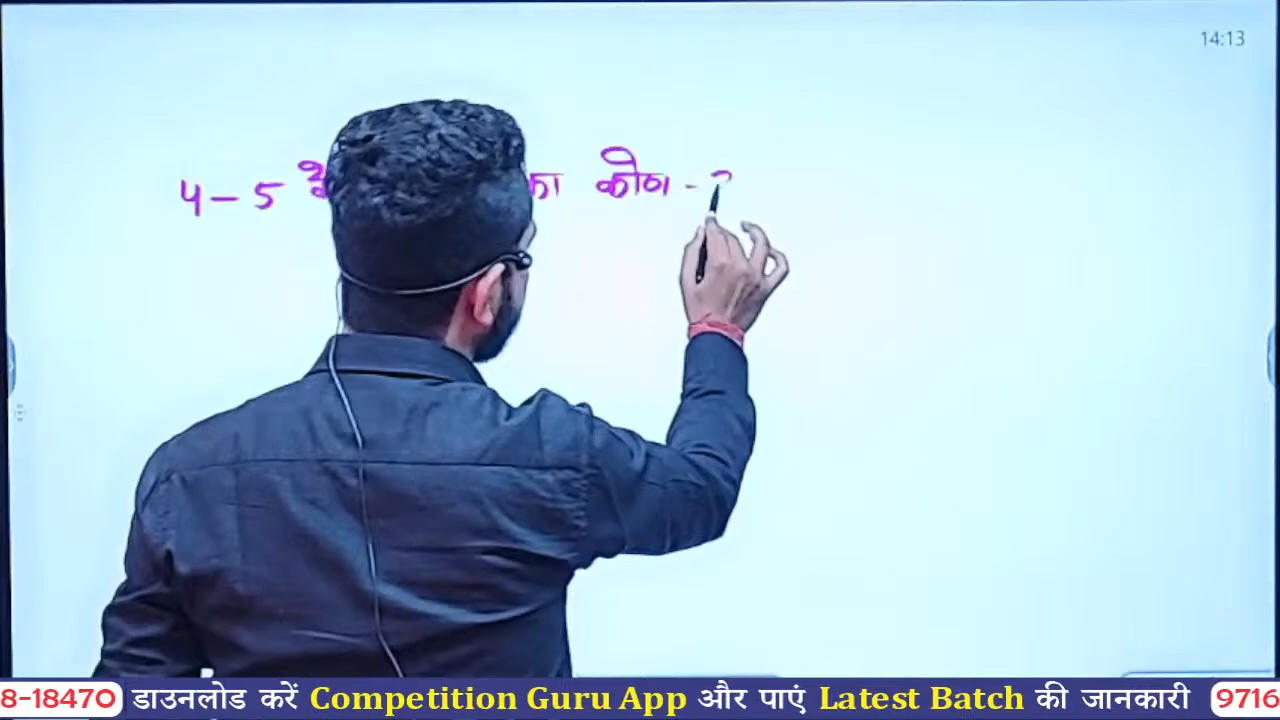 14:13
4-5 का कोण - ?
8-18470 डाउनलोड करें Competition Guru App और पाएं Latest Batch की जानकारी 9716